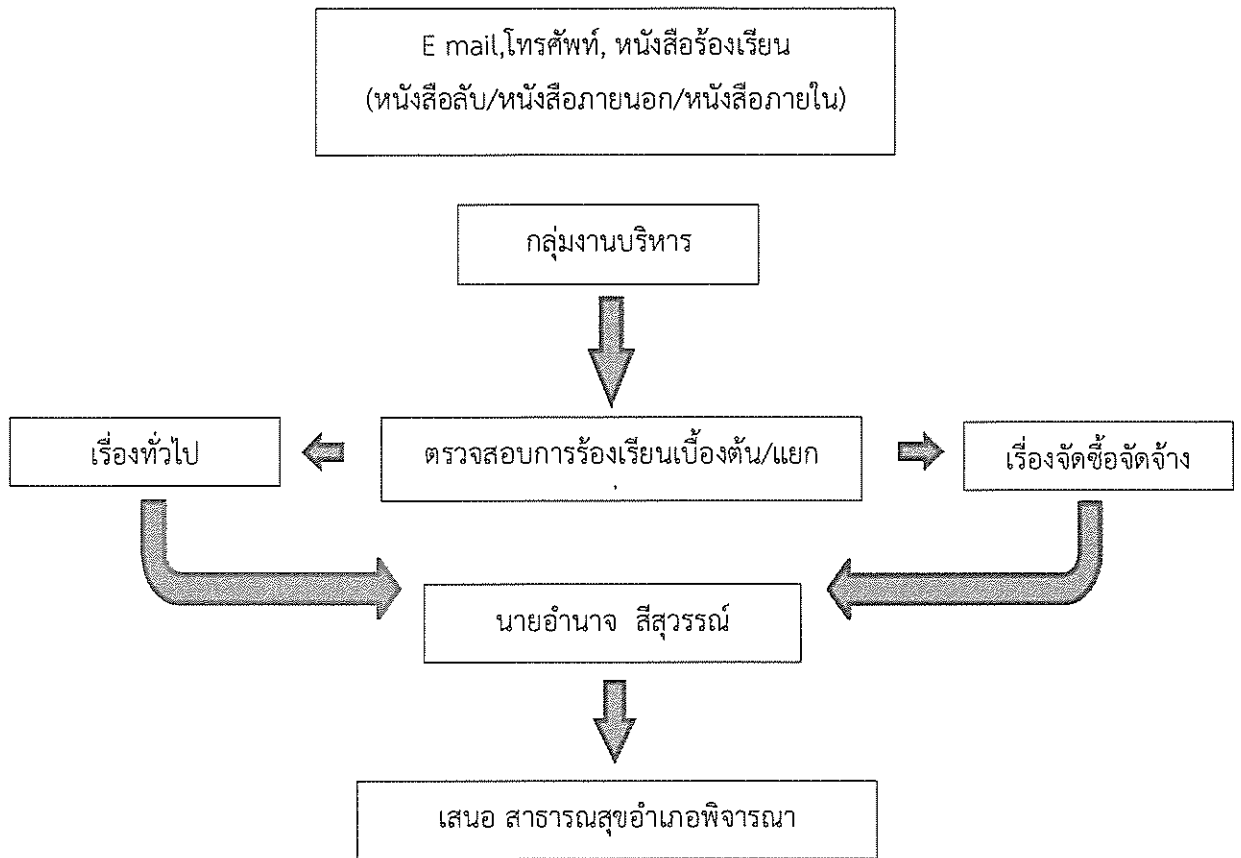 E mail,โทรศัพท์, หนังสือร้องเรียน
(หนังสือลับ/หนังสือภายนอก/หนังสือภายใน)
กลุ่มงานบริหาร
เรื่องทั่วไป
ตรวจสอบการร้องเรียนเบื้องต้น/แยก
เรื่องจัดซื้อจัดจ้าง
นายอำนาจ สีสุวรรณ์
เสนอ สาธารณสุขอำเภอพิจารณา